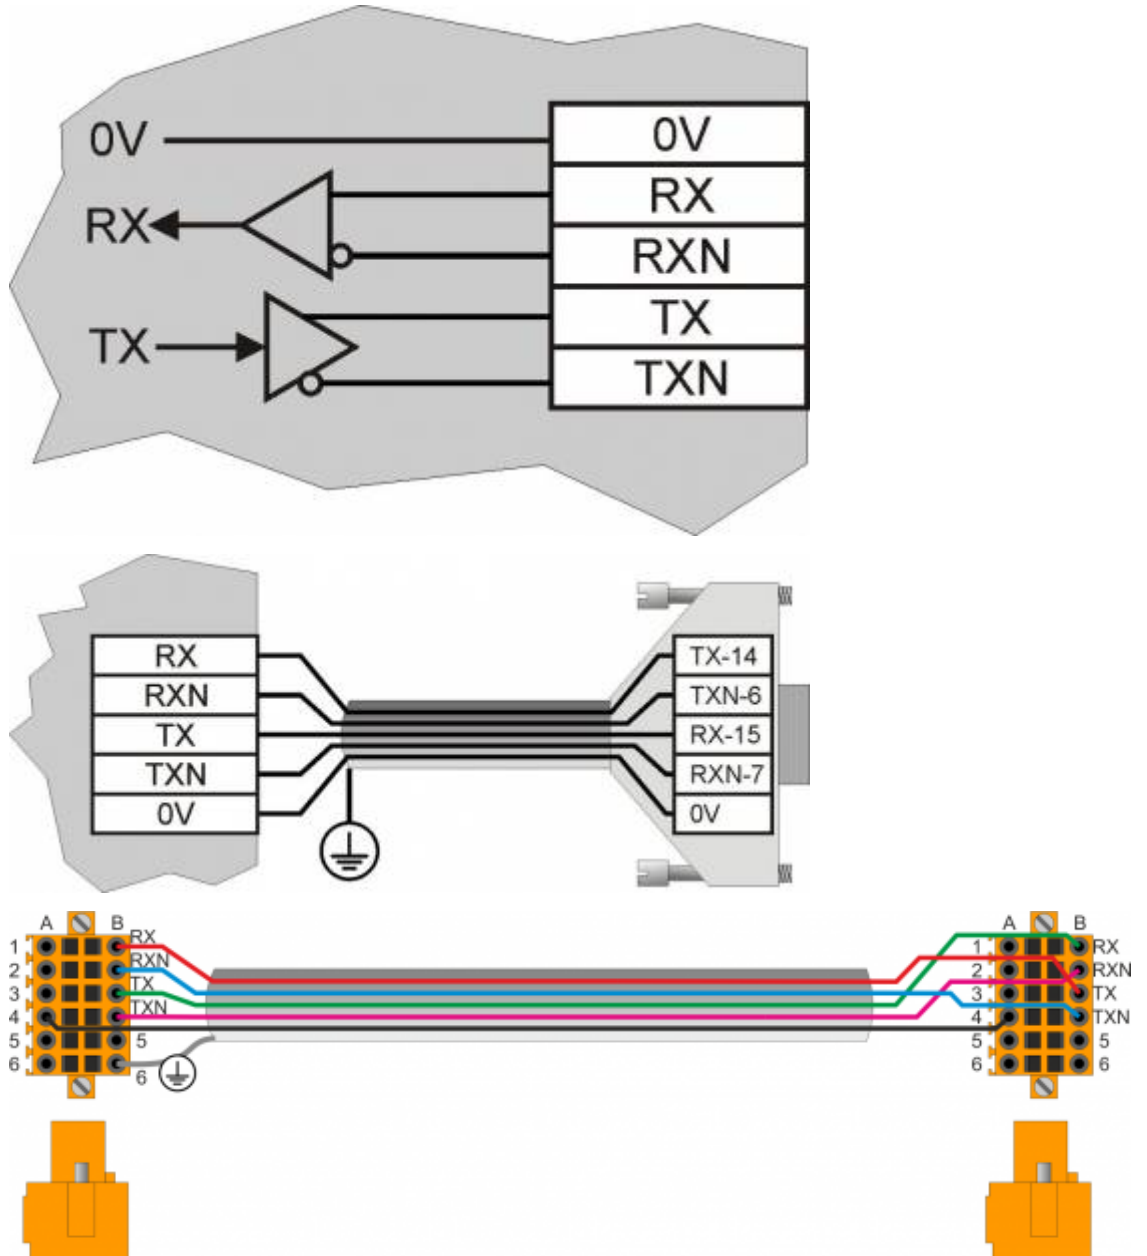 0V 0V
RX RX
RXN
TX TX
TXN
RX TX-14
RXN TXN-6
TX RX-15
TXN RXN-7
0V 0V
A B A B
1 RX 1 RX
2 RXN 2 RXN
3 TX 3 TX
4 TXN 4 TXN
5 5 5 5
6 6 6 6